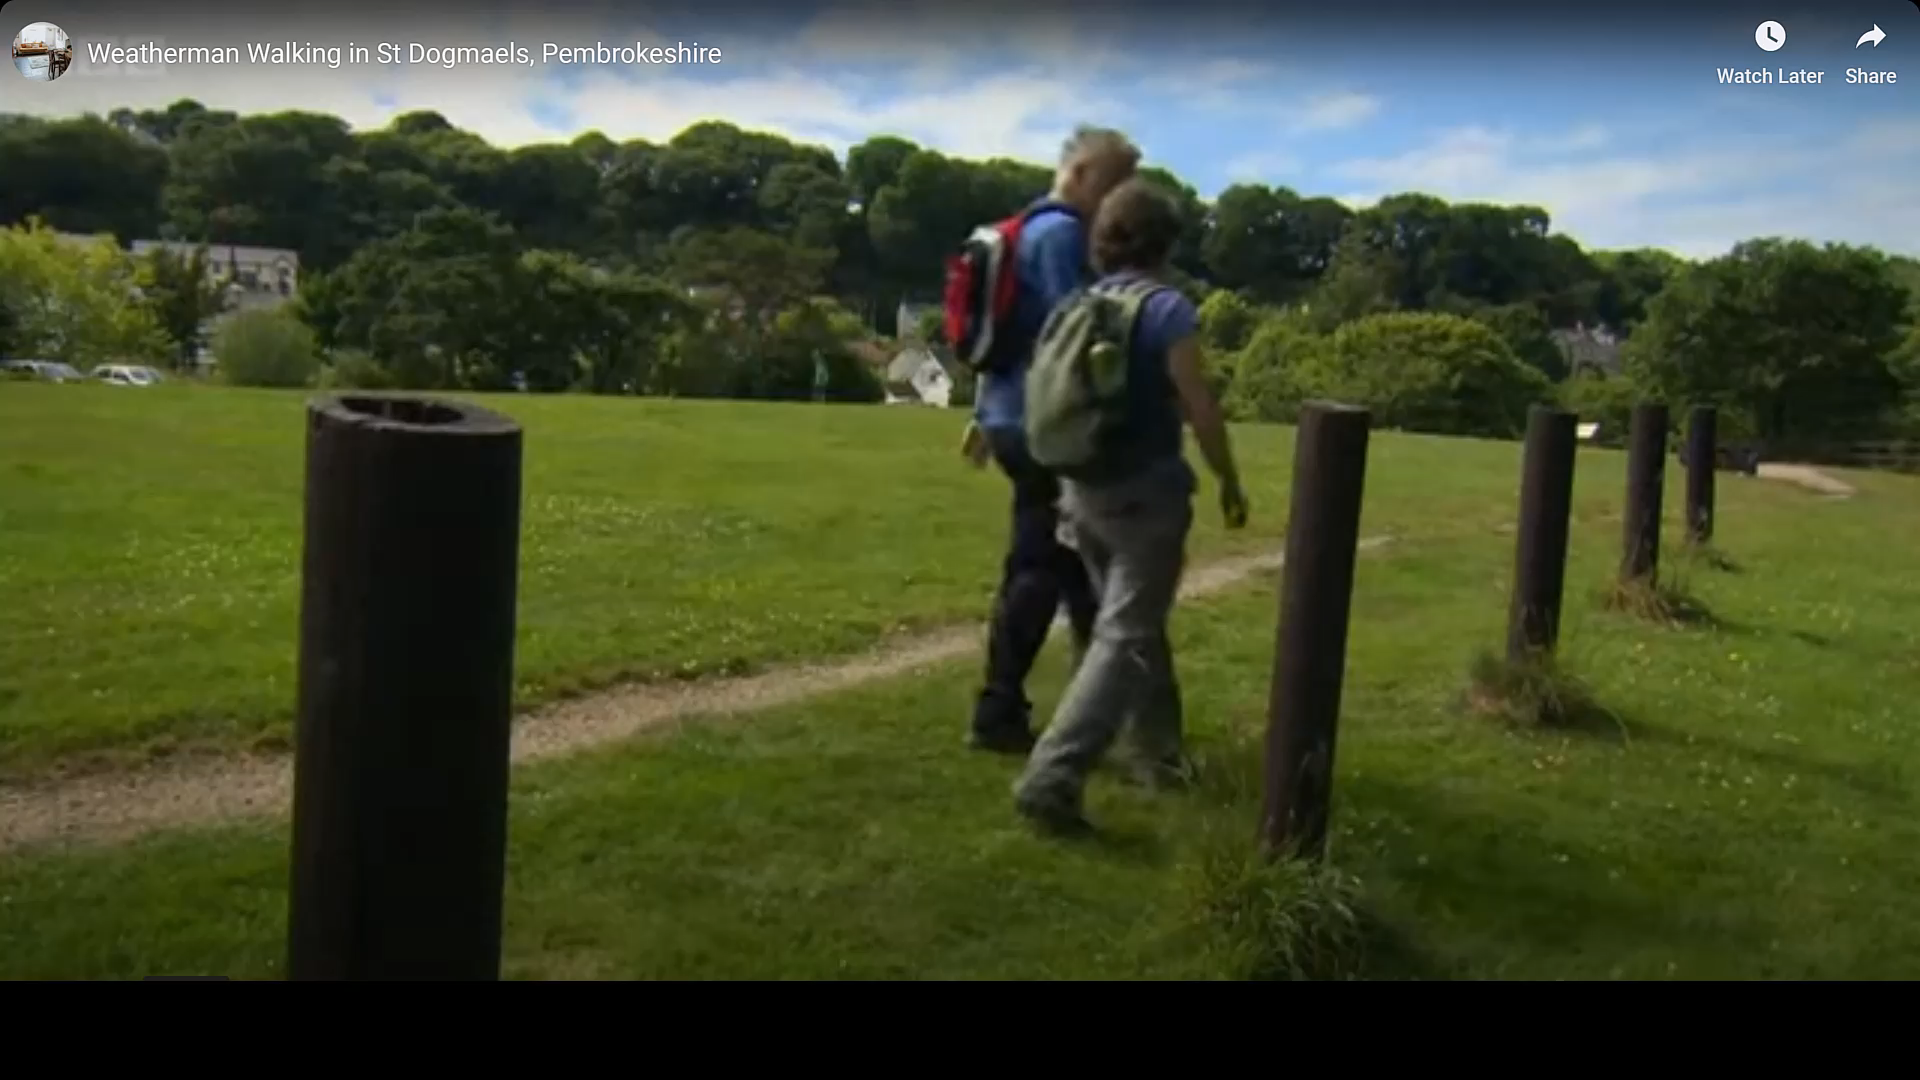 Weatherman Walking in St Dogmaels, Pembrokeshire
Watch Later
Share